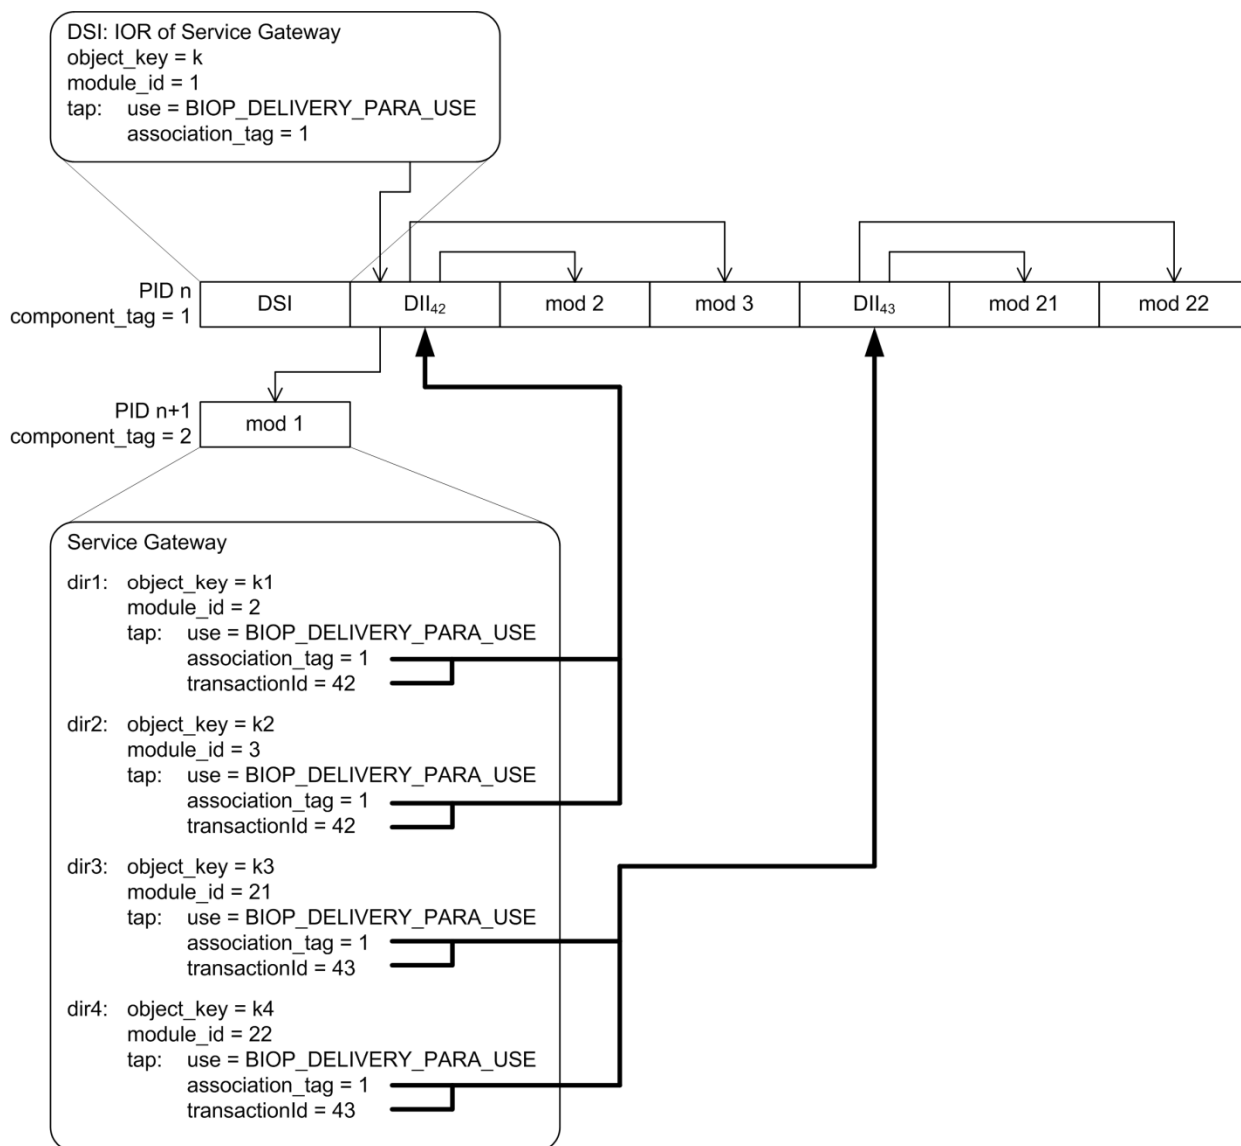 DSI: IOR of Service Gateway
object_key = k
module_id = 1
tap: use = BIOP_DELIVERY_PARA_USE
association_tag = 1
PID n
component_tag = 1
DSI
DII42
mod 2
mod 3
DII43
mod 21
mod 22
PID n+1
component_tag = 2
mod 1
Service Gateway
dir1: object_key = k1
module_id = 2
tap: use = BIOP_DELIVERY_PARA_USE
association_tag = 1
transactionId = 42
dir2: object_key = k2
module_id = 3
tap: use = BIOP_DELIVERY_PARA_USE
association_tag = 1
transactionId = 42
dir3: object_key = k3
module_id = 21
tap: use = BIOP_DELIVERY_PARA_USE
association_tag = 1
transactionId = 43
dir4: object_key = k4
module_id = 22
tap: use = BIOP_DELIVERY_PARA_USE
association_tag = 1
transactionId = 43